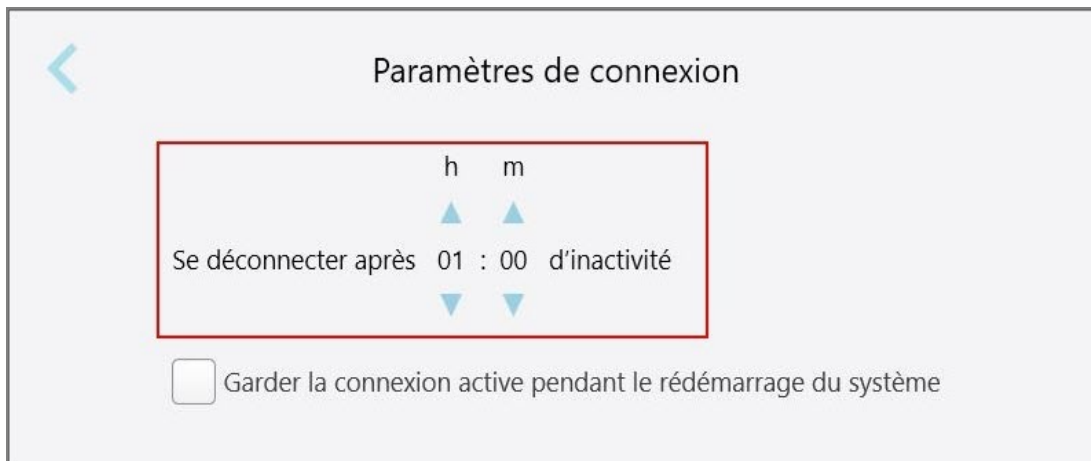 Paramètres de connexion
h m
Se déconnecter après 01 : 00 d'inactivité
Garder la connexion active pendant le rédémarrage du système